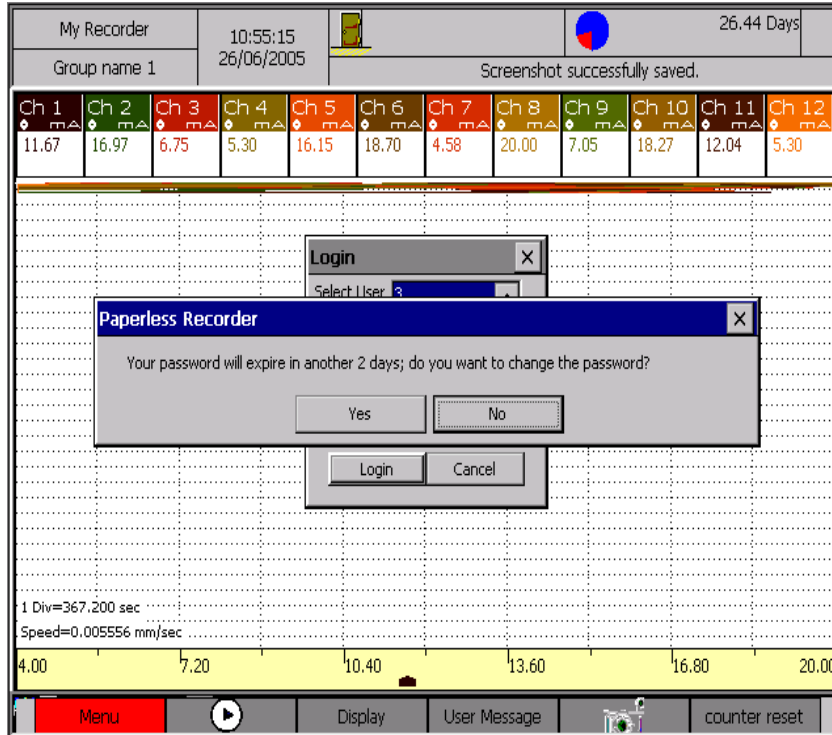 My Recorder
10:55:15
26.44 Days
Group name 1
26/06/2005
Screenshot successfully saved.
Ch 1 Ch 2 Ch 3 Ch 4 Ch 5 Ch 6 Ch 7 Ch 8 Ch 9 Ch 10 Ch 11 Ch 12
mA mA mA mA mA mA mA mA mA mA mA mA
11.67 16.97 6.75 5.30 16.15 18.70 4.58 20.00 7.05 18.27 12.04 5.30
Login
Select User 3
Paperless Recorder
Your password will expire in another 2 days; do you want to change the password?
Yes No
Login Cancel
1 Div=367.200 sec
Speed=0.005556 mm/sec
4.00 7.20 10.40 13.60 16.80 20.00
Menu Display User Message counter reset